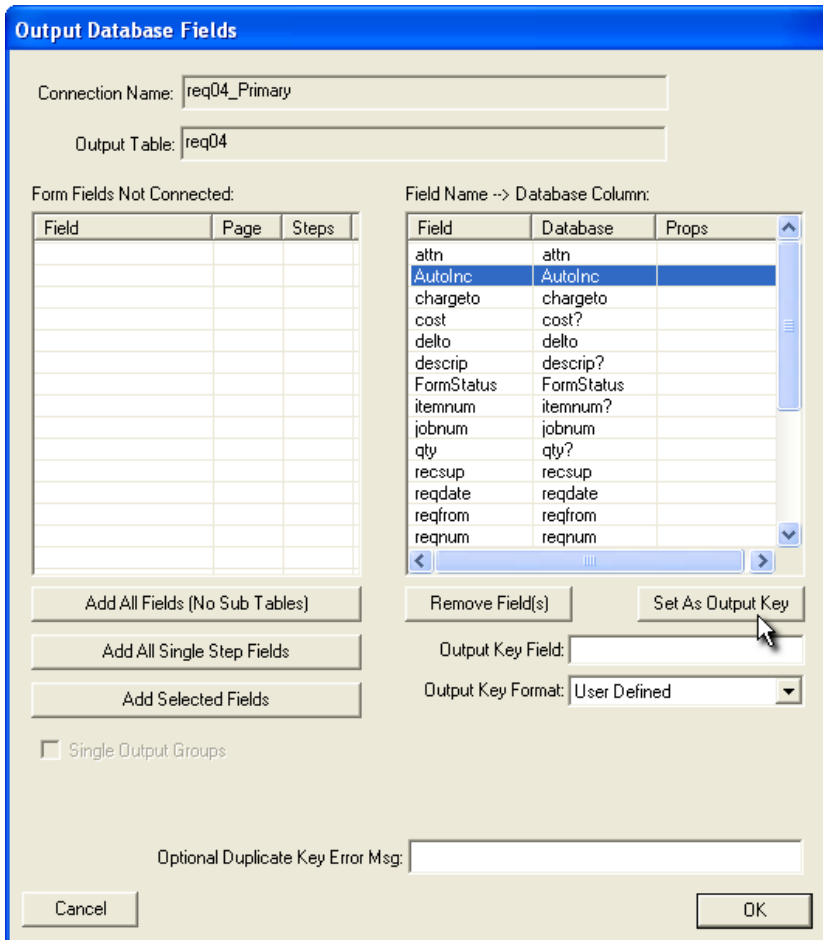 Output Database Fields
Connection Name: req04_Primary
Output Table: req04
Form Fields Not Connected:
Field Page Steps
Add All Fields (No Sub Tables)
Add All Single Step Fields
Add Selected Fields
Single Output Groups
Field Name --> Database Column:
Field Database Props
attn attn
AutoInc AutoInc
chargeto chargeto
cost cost?
delto delto
descrip descrip?
FormStatus FormStatus
itemnum itemnum?
jobnum jobnum
qty qty?
recsup recsup
reqdate reqdate
reqfrom reqfrom
reqnum reqnum
Remove Field(s) Set As Output Key
Output Key Field:
Output Key Format: User Defined
Optional Duplicate Key Error Msg:
Cancel OK